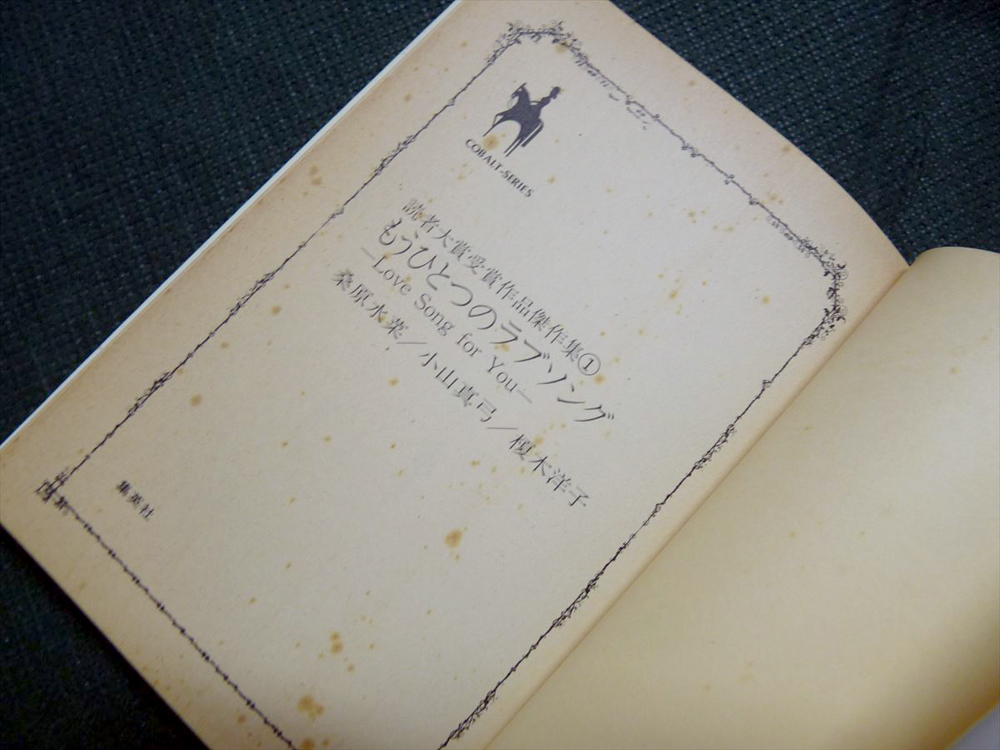 COBALT-SERIES
読者大賞受賞作品傑作集①
もうひとつのラブソング
―Love Song for You―
桑原水菜／小山真弓／榎木洋子
集英社